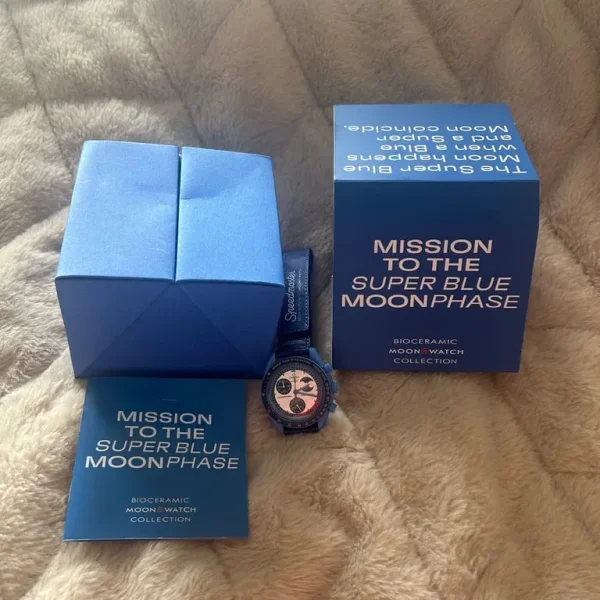 The Super Blue
Moon happens
when a Blue
and a Super
Moon coincide.
MISSION
TO THE
SUPER BLUE
MOONPHASE
BIOCERAMIC
MOONSWATCH
COLLECTION
Speedmaster
MISSION
TO THE
SUPER BLUE
MOONPHASE
BIOCERAMIC
MOONSWATCH
COLLECTION